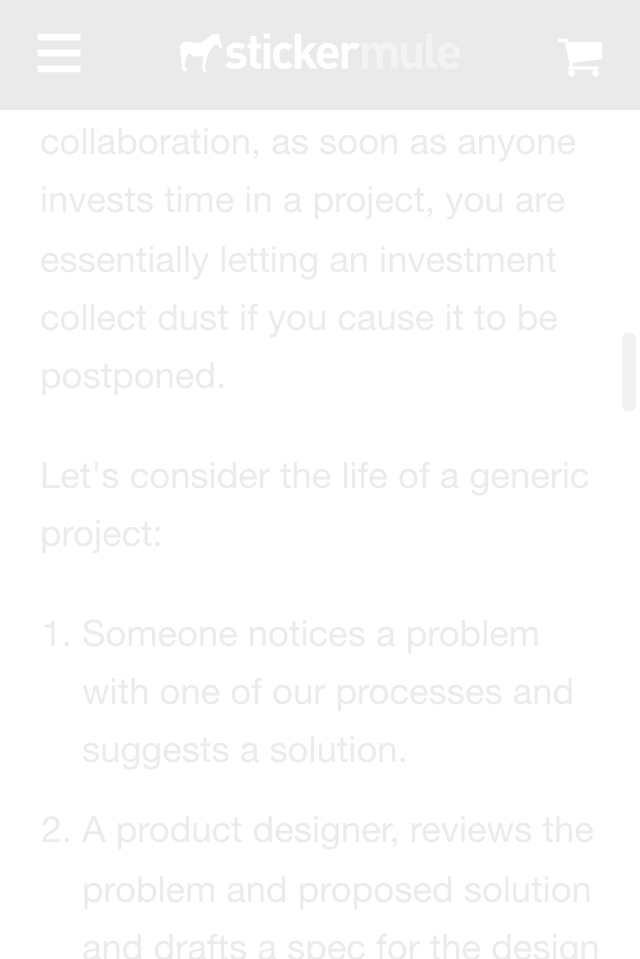 stickermule
collaboration, as soon as anyone
invests time in a project, you are
essentially letting an investment
collect dust if you cause it to be
postponed.
Let's consider the life of a generic
project:
1. Someone notices a problem
with one of our processes and
suggests a solution.
2. A product designer, reviews the
problem and proposed solution
and drafts a spec for the design